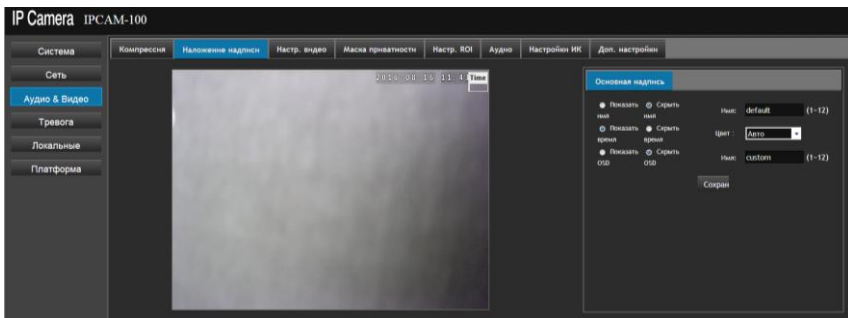 IP Camera IPCAM-100
Система
Сеть
Аудио & Видео
Тревога
Локальные
Платформа
Компрессия Наложение надписи Настр. видео Маска приватности Настр. ROI Аудио Настройки ИК Доп. настройки
Time
Основная надпись
Показать имя Скрыть имя Имя: default (1-12)
Показать время Скрыть время Цвет : Авто
Показать OSD Скрыть OSD Имя: custom (1-12)
Сохран